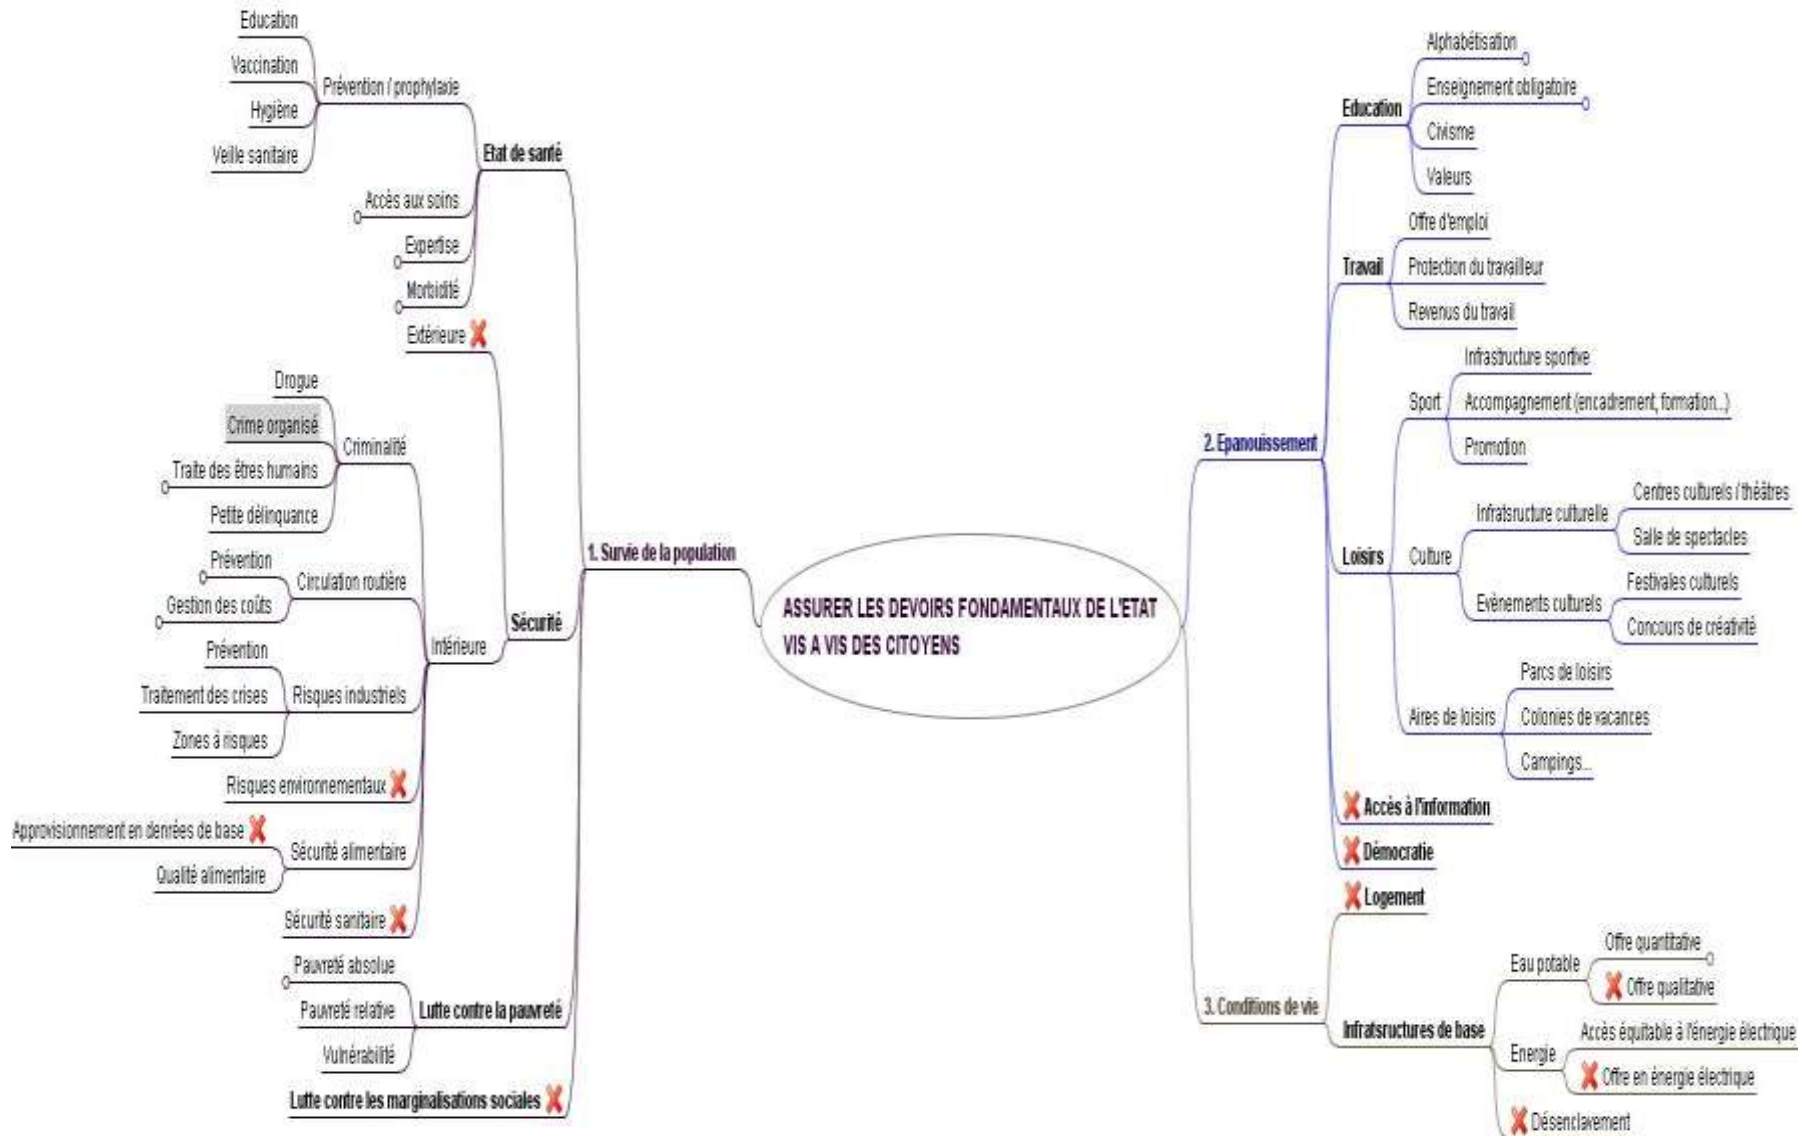 ASSURER LES DEVOIRS FONDAMENTAUX DE L'ETAT
VIS A VIS DES CITOYENS
1. Survie de la population
Etat de santé
Prévention / prophylaxie
Education
Vaccination
Hygiène
Veille sanitaire
Accès aux soins
Expertise
Morbidité
Sécurité
Extérieure
Intérieure
Criminalité
Drogue
Crime organisé
Traite des êtres humains
Petite délinquance
Circulation routière
Prévention
Gestion des coûts
Risques industriels
Prévention
Traitement des crises
Zones à risques
Risques environnementaux
Sécurité alimentaire
Approvisionnement en denrées de base
Qualité alimentaire
Sécurité sanitaire
Lutte contre la pauvreté
Pauvreté absolue
Pauvreté relative
Vulnérabilité
Lutte contre les marginalisations sociales
2. Epanouissement
Education
Alphabétisation
Enseignement obligatoire
Civisme
Valeurs
Travail
Offre d'emploi
Protection du travailleur
Revenus du travail
Loisirs
Sport
Infrastructure sportive
Accompagnement (encadrement, formation...)
Promotion
Culture
Infratsructure culturelle
Centres culturels / théâtres
Salle de spectacles
Evènements culturels
Festivales culturels
Concours de créativité
Aires de loisirs
Parcs de loisirs
Colonies de vacances
Campings...
Accès à l'information
Démocratie
3. Conditions de vie
Logement
Infratsructures de base
Eau potable
Offre quantitative
Offre qualitative
Energie
Accès équitable à l'énergie électrique
Offre en énergie électrique
Désenclavement